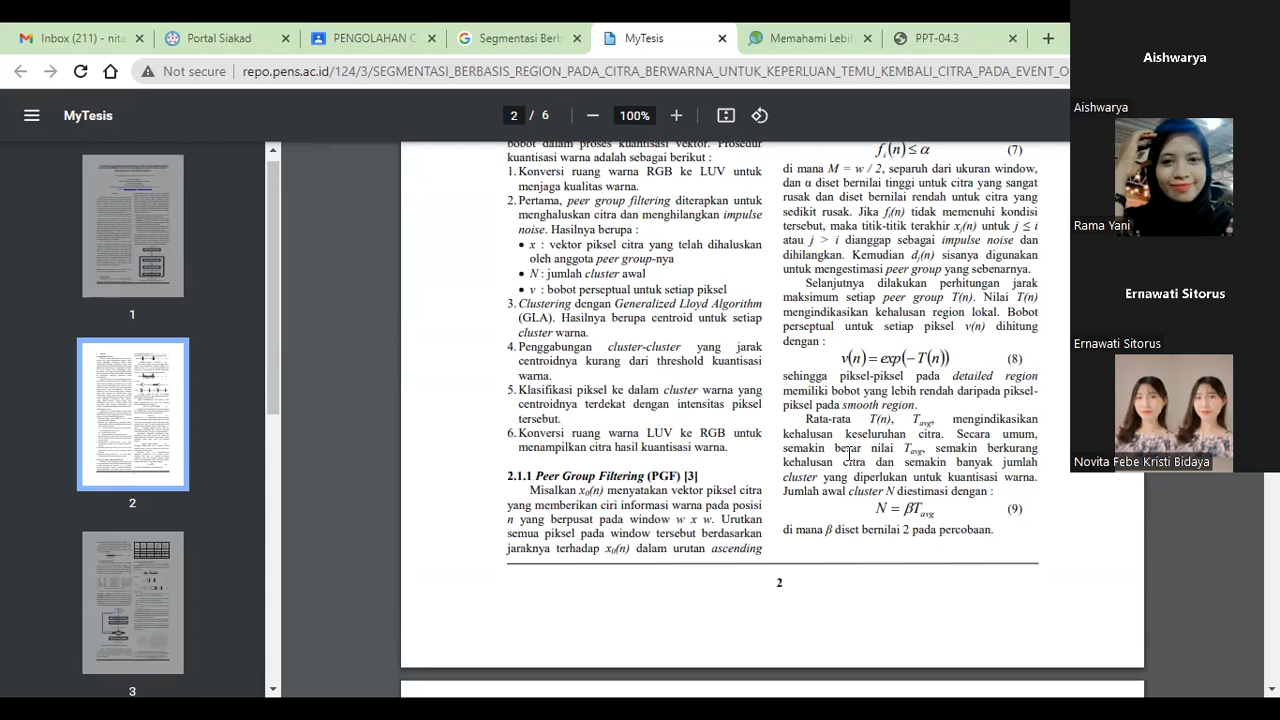 Inbox (211) - nita
Portal Siakad
PENGOLAHAN C
Segmentasi Berb
MyTesis
Memahami Lebih
PPT-04.3
Not secure
repo.pens.ac.id/124/3/SEGMENTASI_BERBASIS_REGION_PADA_CITRA_BERWARNA_UNTUK_KEPERLUAN_TEMU_KEMBALI_CITRA_PADA_EVENT_O
MyTesis
2 / 6
100%
1
2
3
bobot dalam proses kuantisasi vektor. Prosedur
kuantisasi warna adalah sebagai berikut :
1. Konversi ruang warna RGB ke LUV untuk
menjaga kualitas warna.
2. Pertama, peer group filtering diterapkan untuk
menghaluskan citra dan menghilangkan impulse
noise. Hasilnya berupa :
• x : vektor piksel citra yang telah dihaluskan
oleh anggota peer group-nya
• N : jumlah cluster awal
• v : bobot perseptual untuk setiap piksel
3. Clustering dengan Generalized Lloyd Algorithm
(GLA). Hasilnya berupa centroid untuk setiap
cluster warna.
4. Penggabungan cluster-cluster yang jarak
centroidnya kurang dari threshold kuantisasi
warna.
5. Klasifikasi piksel ke dalam cluster warna yang
centroidnya terdekat dengan intensitas piksel
tersebut.
6. Konversi ruang warna LUV ke RGB untuk
menampilkan citra hasil kuantisasi warna.
2.1.1 Peer Group Filtering (PGF) [3]
Misalkan x₀(n) menyatakan vektor piksel citra
yang memberikan ciri informasi warna pada posisi
n yang berpusat pada window w x w. Urutkan
semua piksel pada window tersebut berdasarkan
jaraknya terhadap x₀(n) dalam urutan ascending
fᵢ(n) ≤ α (7)
di mana M = w / 2, separuh dari ukuran window,
dan α diset bernilai tinggi untuk citra yang sangat
rusak dan diset bernilai rendah untuk citra yang
sedikit rusak. Jika fᵢ(n) tidak memenuhi kondisi
tersebut, maka titik-titik terakhir xⱼ(n) untuk j ≤ i
atau j > i dianggap sebagai impulse noise dan
dihilangkan. Kemudian dⱼ(n) sisanya digunakan
untuk mengestimasi peer group yang sebenarnya.
Selanjutnya dilakukan perhitungan jarak
maksimum setiap peer group T(n). Nilai T(n)
mengindikasikan kehalusan region lokal. Bobot
perseptual untuk setiap piksel v(n) dihitung
dengan :
v(n) = exp(− T(n)) (8)
sehingga piksel-piksel pada detailed region
memiliki bobot yang lebih rendah daripada piksel-
piksel pada smooth region.
Rata-rata T(n), Tavg, mengindikasikan
kehalusan keseluruhan citra. Secara umum,
semakin besar nilai Tavg, semakin berkurang
kehalusan citra dan semakin banyak jumlah
cluster yang diperlukan untuk kuantisasi warna.
Jumlah awal cluster N diestimasi dengan :
N = βTavg (9)
di mana β diset bernilai 2 pada percobaan.
2
Aishwarya
Aishwarya
Rama Yani
Ernawati Sitorus
Ernawati Sitorus
Novita Febe Kristi Bidaya